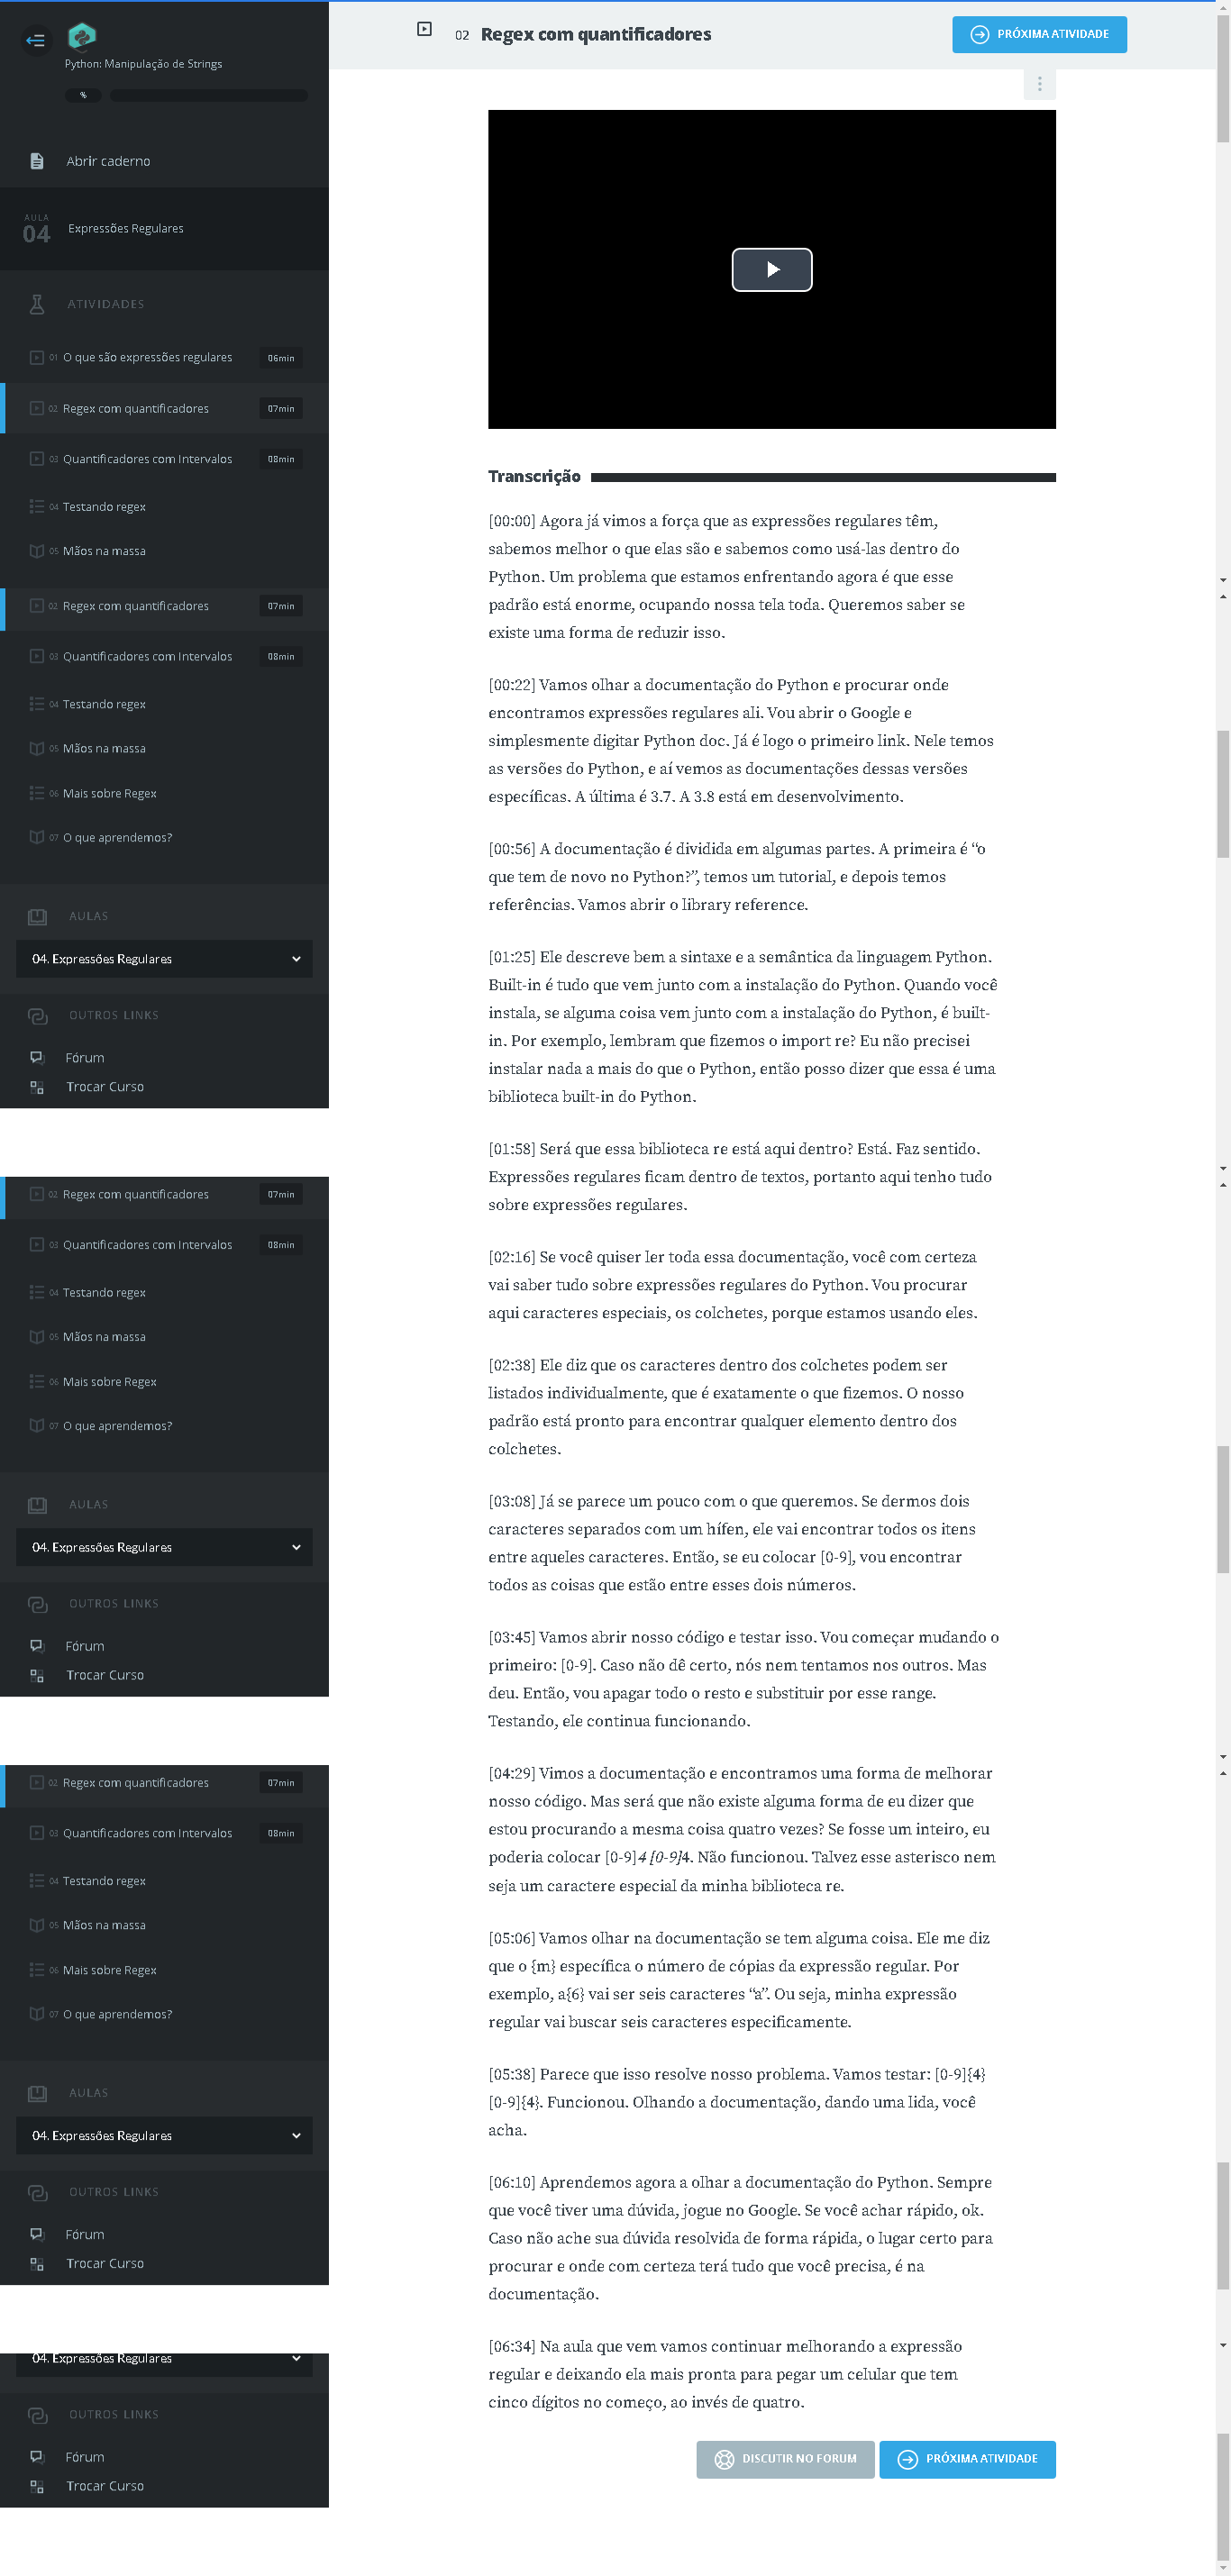 Python: Manipulação de Strings
%
Abrir caderno
AULA
04
Expressões Regulares
ATIVIDADES
01 O que são expressões regulares 06min
02 Regex com quantificadores 07min
03 Quantificadores com Intervalos 08min
04 Testando regex
05 Mãos na massa
02 Regex com quantificadores 07min
03 Quantificadores com Intervalos 08min
04 Testando regex
05 Mãos na massa
06 Mais sobre Regex
07 O que aprendemos?
AULAS
04. Expressões Regulares
OUTROS LINKS
Fórum
Trocar Curso
02 Regex com quantificadores 07min
03 Quantificadores com Intervalos 08min
04 Testando regex
05 Mãos na massa
06 Mais sobre Regex
07 O que aprendemos?
AULAS
04. Expressões Regulares
OUTROS LINKS
Fórum
Trocar Curso
02 Regex com quantificadores 07min
03 Quantificadores com Intervalos 08min
04 Testando regex
05 Mãos na massa
06 Mais sobre Regex
07 O que aprendemos?
AULAS
04. Expressões Regulares
OUTROS LINKS
Fórum
Trocar Curso
04. Expressões Regulares
OUTROS LINKS
Fórum
Trocar Curso
02 Regex com quantificadores
PRÓXIMA ATIVIDADE
Transcrição
[00:00] Agora já vimos a força que as expressões regulares têm,
sabemos melhor o que elas são e sabemos como usá-las dentro do
Python. Um problema que estamos enfrentando agora é que esse
padrão está enorme, ocupando nossa tela toda. Queremos saber se
existe uma forma de reduzir isso.
[00:22] Vamos olhar a documentação do Python e procurar onde
encontramos expressões regulares ali. Vou abrir o Google e
simplesmente digitar Python doc. Já é logo o primeiro link. Nele temos
as versões do Python, e aí vemos as documentações dessas versões
específicas. A última é 3.7. A 3.8 está em desenvolvimento.
[00:56] A documentação é dividida em algumas partes. A primeira é “o
que tem de novo no Python?”, temos um tutorial, e depois temos
referências. Vamos abrir o library reference.
[01:25] Ele descreve bem a sintaxe e a semântica da linguagem Python.
Built-in é tudo que vem junto com a instalação do Python. Quando você
instala, se alguma coisa vem junto com a instalação do Python, é built-
in. Por exemplo, lembram que fizemos o import re? Eu não precisei
instalar nada a mais do que o Python, então posso dizer que essa é uma
biblioteca built-in do Python.
[01:58] Será que essa biblioteca re está aqui dentro? Está. Faz sentido.
Expressões regulares ficam dentro de textos, portanto aqui tenho tudo
sobre expressões regulares.
[02:16] Se você quiser ler toda essa documentação, você com certeza
vai saber tudo sobre expressões regulares do Python. Vou procurar
aqui caracteres especiais, os colchetes, porque estamos usando eles.
[02:38] Ele diz que os caracteres dentro dos colchetes podem ser
listados individualmente, que é exatamente o que fizemos. O nosso
padrão está pronto para encontrar qualquer elemento dentro dos
colchetes.
[03:08] Já se parece um pouco com o que queremos. Se dermos dois
caracteres separados com um hífen, ele vai encontrar todos os itens
entre aqueles caracteres. Então, se eu colocar [0-9], vou encontrar
todos as coisas que estão entre esses dois números.
[03:45] Vamos abrir nosso código e testar isso. Vou começar mudando o
primeiro: [0-9]. Caso não dê certo, nós nem tentamos nos outros. Mas
deu. Então, vou apagar todo o resto e substituir por esse range.
Testando, ele continua funcionando.
[04:29] Vimos a documentação e encontramos uma forma de melhorar
nosso código. Mas será que não existe alguma forma de eu dizer que
estou procurando a mesma coisa quatro vezes? Se fosse um inteiro, eu
poderia colocar [0-9]4 [0-9]4. Não funcionou. Talvez esse asterisco nem
seja um caractere especial da minha biblioteca re.
[05:06] Vamos olhar na documentação se tem alguma coisa. Ele me diz
que o {m} específica o número de cópias da expressão regular. Por
exemplo, a{6} vai ser seis caracteres “a”. Ou seja, minha expressão
regular vai buscar seis caracteres especificamente.
[05:38] Parece que isso resolve nosso problema. Vamos testar: [0-9]{4}
[0-9]{4}. Funcionou. Olhando a documentação, dando uma lida, você
acha.
[06:10] Aprendemos agora a olhar a documentação do Python. Sempre
que você tiver uma dúvida, jogue no Google. Se você achar rápido, ok.
Caso não ache sua dúvida resolvida de forma rápida, o lugar certo para
procurar e onde com certeza terá tudo que você precisa, é na
documentação.
[06:34] Na aula que vem vamos continuar melhorando a expressão
regular e deixando ela mais pronta para pegar um celular que tem
cinco dígitos no começo, ao invés de quatro.
DISCUTIR NO FORUM
PRÓXIMA ATIVIDADE